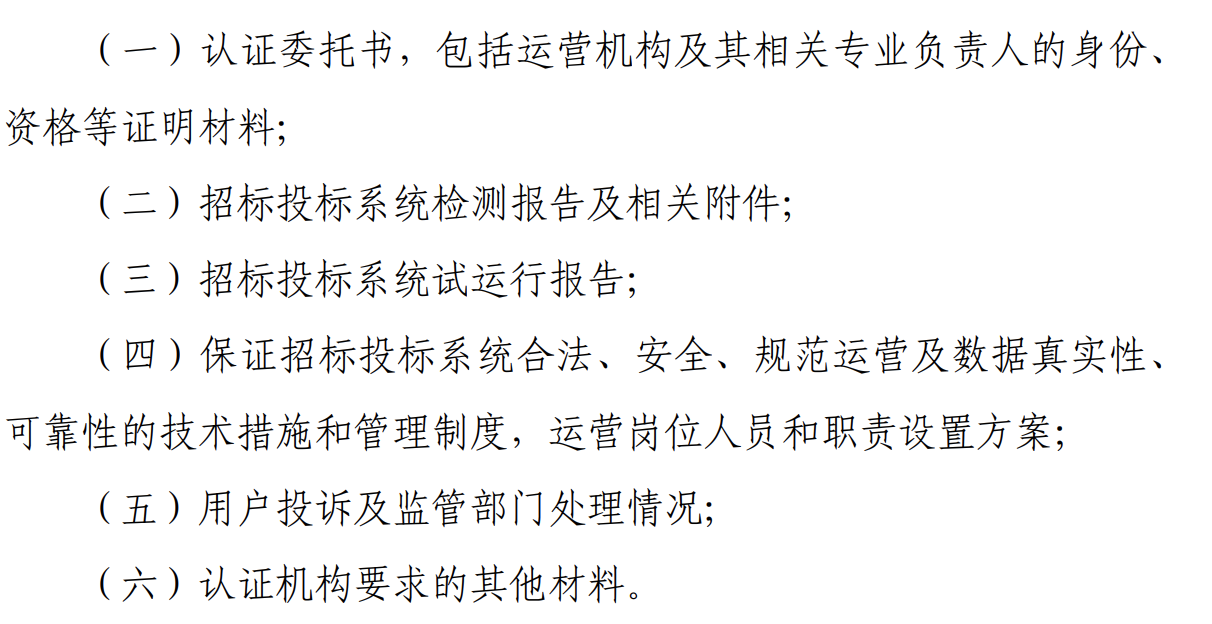 （一）认证委托书，包括运营机构及其相关专业负责人的身份、
资格等证明材料；
（二）招标投标系统检测报告及相关附件；
（三）招标投标系统试运行报告；
（四）保证招标投标系统合法、安全、规范运营及数据真实性、
可靠性的技术措施和管理制度，运营岗位人员和职责设置方案；
（五）用户投诉及监管部门处理情况；
（六）认证机构要求的其他材料。